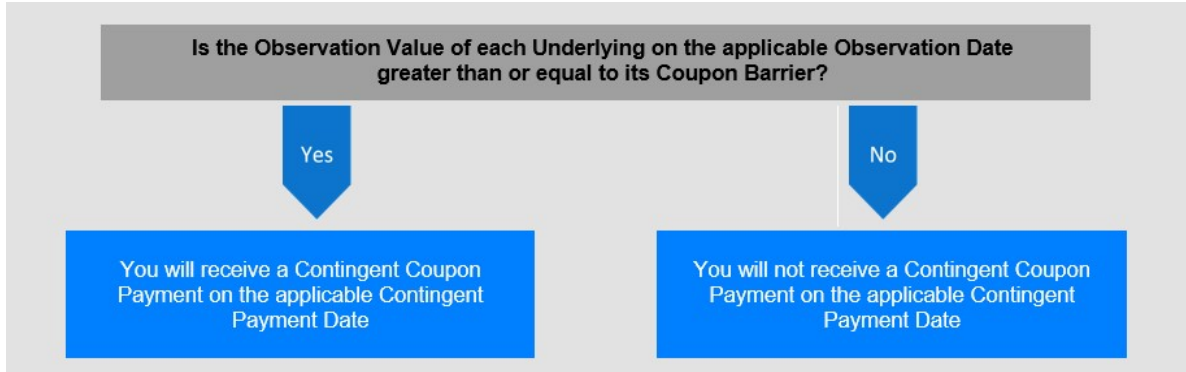 Is the Observation Value of each Underlying on the applicable Observation Date
greater than or equal to its Coupon Barrier?
Yes
No
You will receive a Contingent Coupon
Payment on the applicable Contingent
Payment Date
You will not receive a Contingent Coupon
Payment on the applicable Contingent
Payment Date